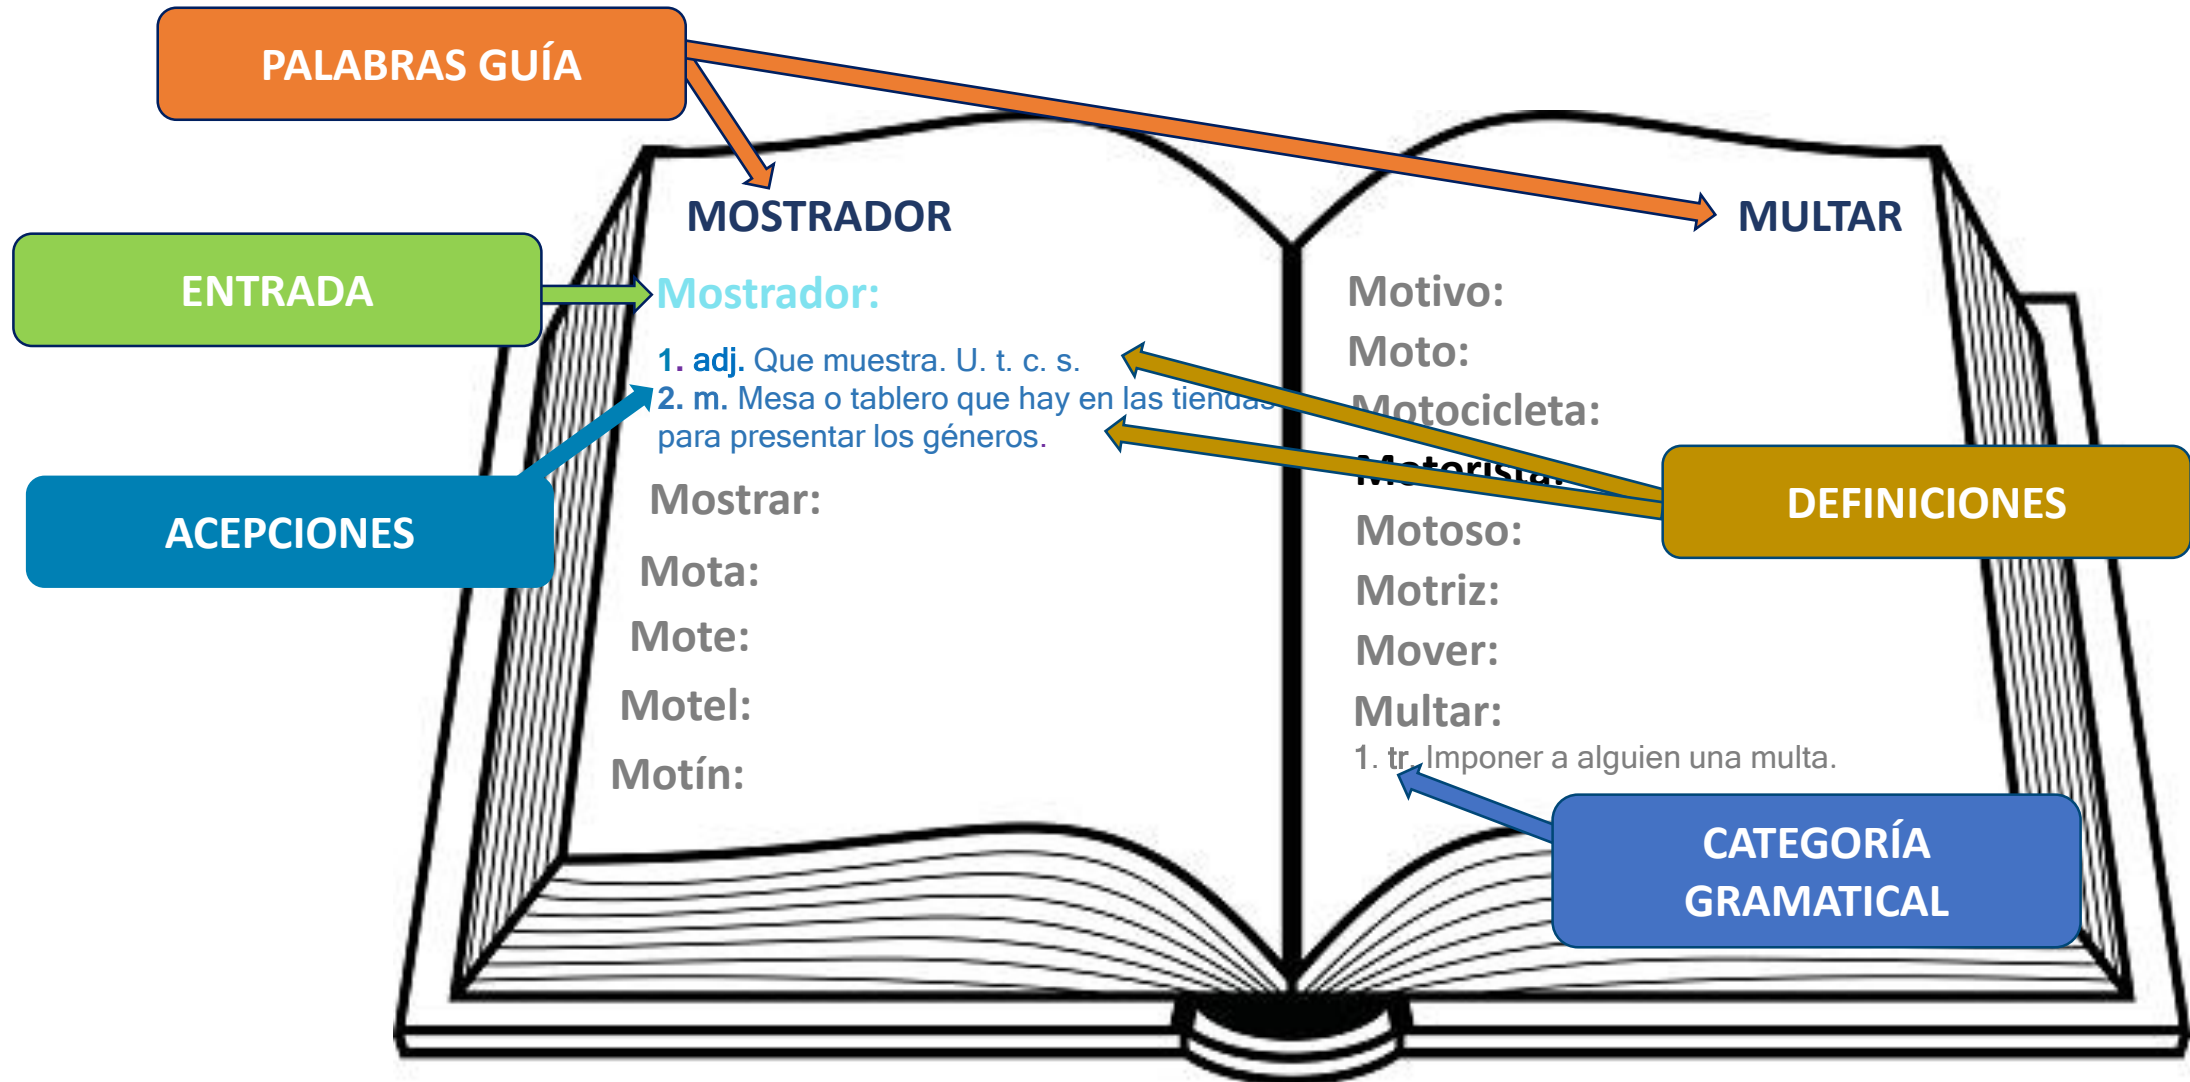 PALABRAS GUÍA
MOSTRADOR
MULTAR
ENTRADA
Mostrador:
1. adj. Que muestra. U. t. c. s.
2. m. Mesa o tablero que hay en las tiendas
para presentar los géneros.
ACEPCIONES
Mostrar:
Mota:
Mote:
Motel:
Motín:
Motivo:
Moto:
Motocicleta:
Motorista:
DEFINICIONES
Motoso:
Motriz:
Mover:
Multar:
1. tr. Imponer a alguien una multa.
CATEGORÍA
GRAMATICAL